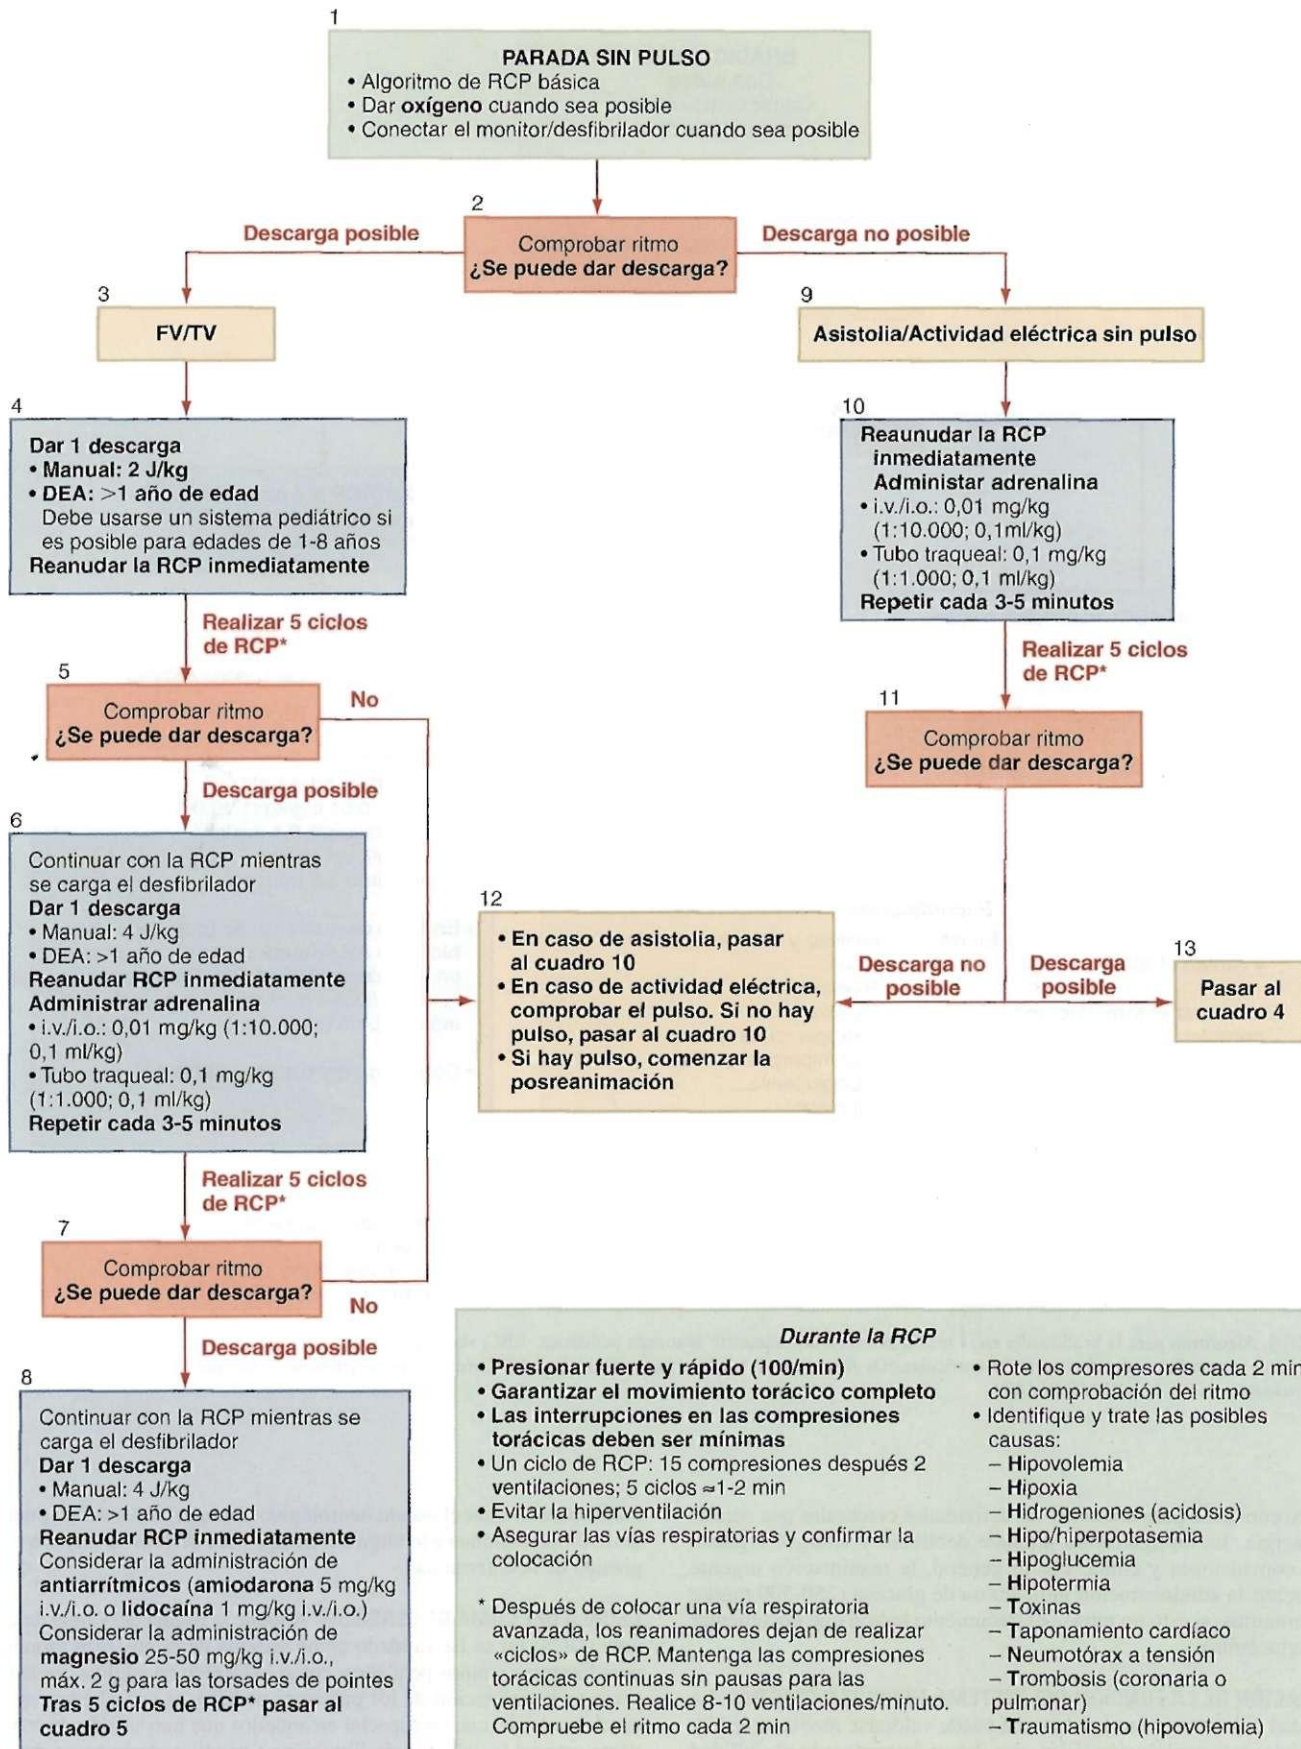 1
PARADA SIN PULSO
• Algoritmo de RCP básica
• Dar oxígeno cuando sea posible
• Conectar el monitor/desfibrilador cuando sea posible
2
Descarga posible
Comprobar ritmo
¿Se puede dar descarga?
Descarga no posible
3
FV/TV
9
Asistolia/Actividad eléctrica sin pulso
4
Dar 1 descarga
• Manual: 2 J/kg
• DEA: >1 año de edad
Debe usarse un sistema pediátrico si
es posible para edades de 1-8 años
Reanudar la RCP inmediatamente
10
Reaunudar la RCP
inmediatamente
Administar adrenalina
• i.v./i.o.: 0,01 mg/kg
(1:10.000; 0,1ml/kg)
• Tubo traqueal: 0,1 mg/kg
(1:1.000; 0,1 ml/kg)
Repetir cada 3-5 minutos
Realizar 5 ciclos
de RCP*
Realizar 5 ciclos
de RCP*
5
Comprobar ritmo
¿Se puede dar descarga?
No
11
Comprobar ritmo
¿Se puede dar descarga?
Descarga posible
6
Continuar con la RCP mientras
se carga el desfibrilador
Dar 1 descarga
• Manual: 4 J/kg
• DEA: >1 año de edad
Reanudar RCP inmediatamente
Administrar adrenalina
• i.v./i.o.: 0,01 mg/kg (1:10.000;
0,1 ml/kg)
• Tubo traqueal: 0,1 mg/kg
(1:1.000; 0,1 ml/kg)
Repetir cada 3-5 minutos
12
• En caso de asistolia, pasar
al cuadro 10
• En caso de actividad eléctrica,
comprobar el pulso. Si no hay
pulso, pasar al cuadro 10
• Si hay pulso, comenzar la
posreanimación
Descarga no
posible
Descarga
posible
13
Pasar al
cuadro 4
Realizar 5 ciclos
de RCP*
7
Comprobar ritmo
¿Se puede dar descarga?
No
Descarga posible
8
Continuar con la RCP mientras se
carga el desfibrilador
Dar 1 descarga
• Manual: 4 J/kg
• DEA: >1 año de edad
Reanudar RCP inmediatamente
Considerar la administración de
antiarrítmicos (amiodarona 5 mg/kg
i.v./i.o. o lidocaína 1 mg/kg i.v./i.o.)
Considerar la administración de
magnesio 25-50 mg/kg i.v./i.o.,
máx. 2 g para las torsades de pointes
Tras 5 ciclos de RCP* pasar al
cuadro 5
Durante la RCP
• Presionar fuerte y rápido (100/min)
• Garantizar el movimiento torácico completo
• Las interrupciones en las compresiones
torácicas deben ser mínimas
• Un ciclo de RCP: 15 compresiones después 2
ventilaciones; 5 ciclos ≈1-2 min
• Evitar la hiperventilación
• Asegurar las vías respiratorias y confirmar la
colocación
* Después de colocar una vía respiratoria
avanzada, los reanimadores dejan de realizar
«ciclos» de RCP. Mantenga las compresiones
torácicas continuas sin pausas para las
ventilaciones. Realice 8-10 ventilaciones/minuto.
Compruebe el ritmo cada 2 min
• Rote los compresores cada 2 min
con comprobación del ritmo
• Identifique y trate las posibles
causas:
– Hipovolemia
– Hipoxia
– Hidrogeniones (acidosis)
– Hipo/hiperpotasemia
– Hipoglucemia
– Hipotermia
– Toxinas
– Taponamiento cardíaco
– Neumotórax a tensión
– Trombosis (coronaria o
pulmonar)
– Traumatismo (hipovolemia)